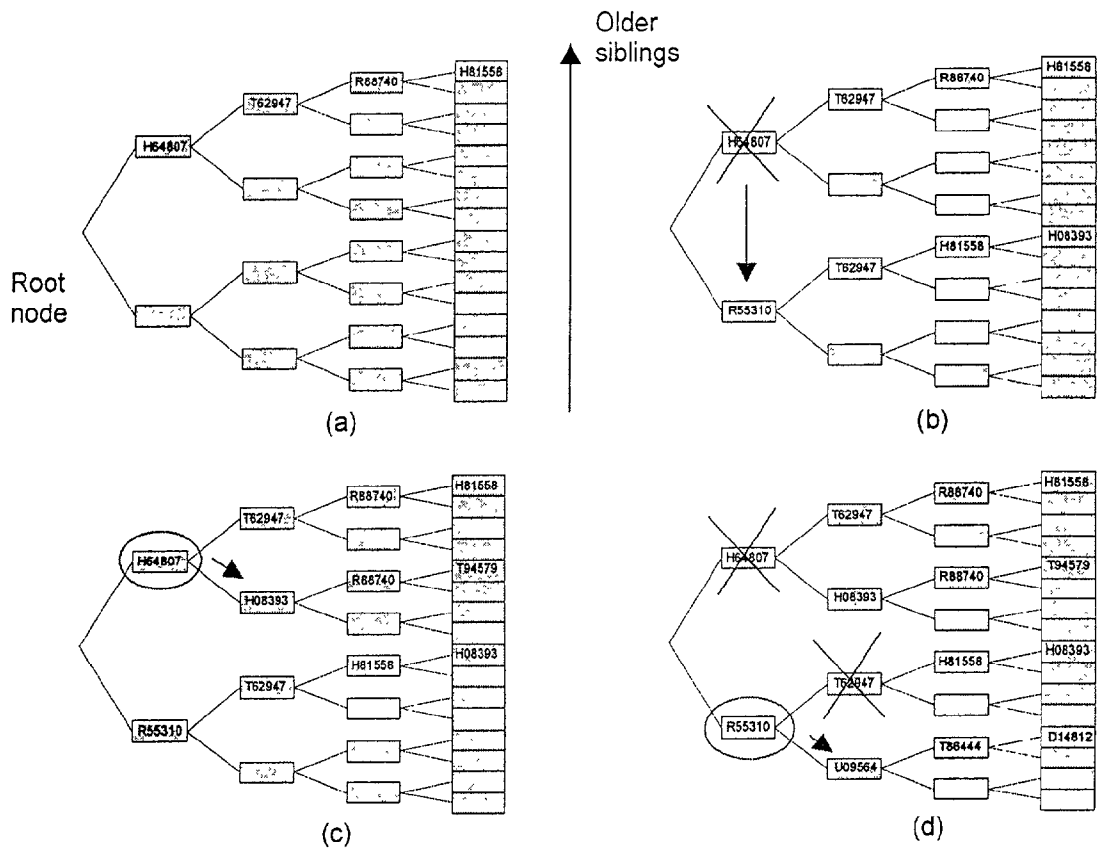 Older
siblings
H81558
R88740
T62947
H64807
Root
node
(a)
H81558
R88740
T62947
H64807
H08393
H81558
T62947
R55310
(b)
H81558
R88740
T62947
H64807
T94579
R88740
H08393
H08393
H81558
T62947
R55310
(c)
H81558
R88740
T62947
H64807
T94579
R88740
H08393
H08393
H81558
T62947
R55310
D14812
T86444
U09564
(d)